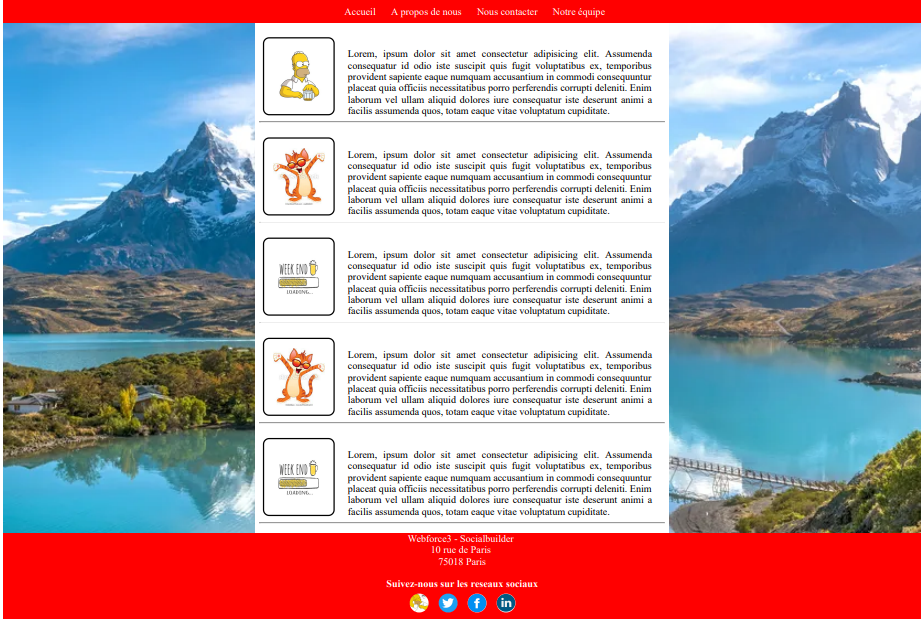 Accueil A propos de nous Nous contacter Notre équipe
Lorem, ipsum dolor sit amet consectetur adipisicing elit. Assumenda
consequatur id odio iste suscipit quis fugit voluptatibus ex, temporibus
provident sapiente eaque numquam accusantium in commodi consequuntur
placeat quia officiis necessitatibus porro perferendis corrupti deleniti. Enim
laborum vel ullam aliquid dolores iure consequatur iste deserunt animi a
facilis assumenda quos, totam eaque vitae voluptatum cupiditate.
Lorem, ipsum dolor sit amet consectetur adipisicing elit. Assumenda
consequatur id odio iste suscipit quis fugit voluptatibus ex, temporibus
provident sapiente eaque numquam accusantium in commodi consequuntur
placeat quia officiis necessitatibus porro perferendis corrupti deleniti. Enim
laborum vel ullam aliquid dolores iure consequatur iste deserunt animi a
facilis assumenda quos, totam eaque vitae voluptatum cupiditate.
WEEK END
LOADING...
Lorem, ipsum dolor sit amet consectetur adipisicing elit. Assumenda
consequatur id odio iste suscipit quis fugit voluptatibus ex, temporibus
provident sapiente eaque numquam accusantium in commodi consequuntur
placeat quia officiis necessitatibus porro perferendis corrupti deleniti. Enim
laborum vel ullam aliquid dolores iure consequatur iste deserunt animi a
facilis assumenda quos, totam eaque vitae voluptatum cupiditate.
Lorem, ipsum dolor sit amet consectetur adipisicing elit. Assumenda
consequatur id odio iste suscipit quis fugit voluptatibus ex, temporibus
provident sapiente eaque numquam accusantium in commodi consequuntur
placeat quia officiis necessitatibus porro perferendis corrupti deleniti. Enim
laborum vel ullam aliquid dolores iure consequatur iste deserunt animi a
facilis assumenda quos, totam eaque vitae voluptatum cupiditate.
WEEK END
LOADING...
Lorem, ipsum dolor sit amet consectetur adipisicing elit. Assumenda
consequatur id odio iste suscipit quis fugit voluptatibus ex, temporibus
provident sapiente eaque numquam accusantium in commodi consequuntur
placeat quia officiis necessitatibus porro perferendis corrupti deleniti. Enim
laborum vel ullam aliquid dolores iure consequatur iste deserunt animi a
facilis assumenda quos, totam eaque vitae voluptatum cupiditate.
Webforce3 - Socialbuilder
10 rue de Paris
75018 Paris
Suivez-nous sur les reseaux sociaux
f in